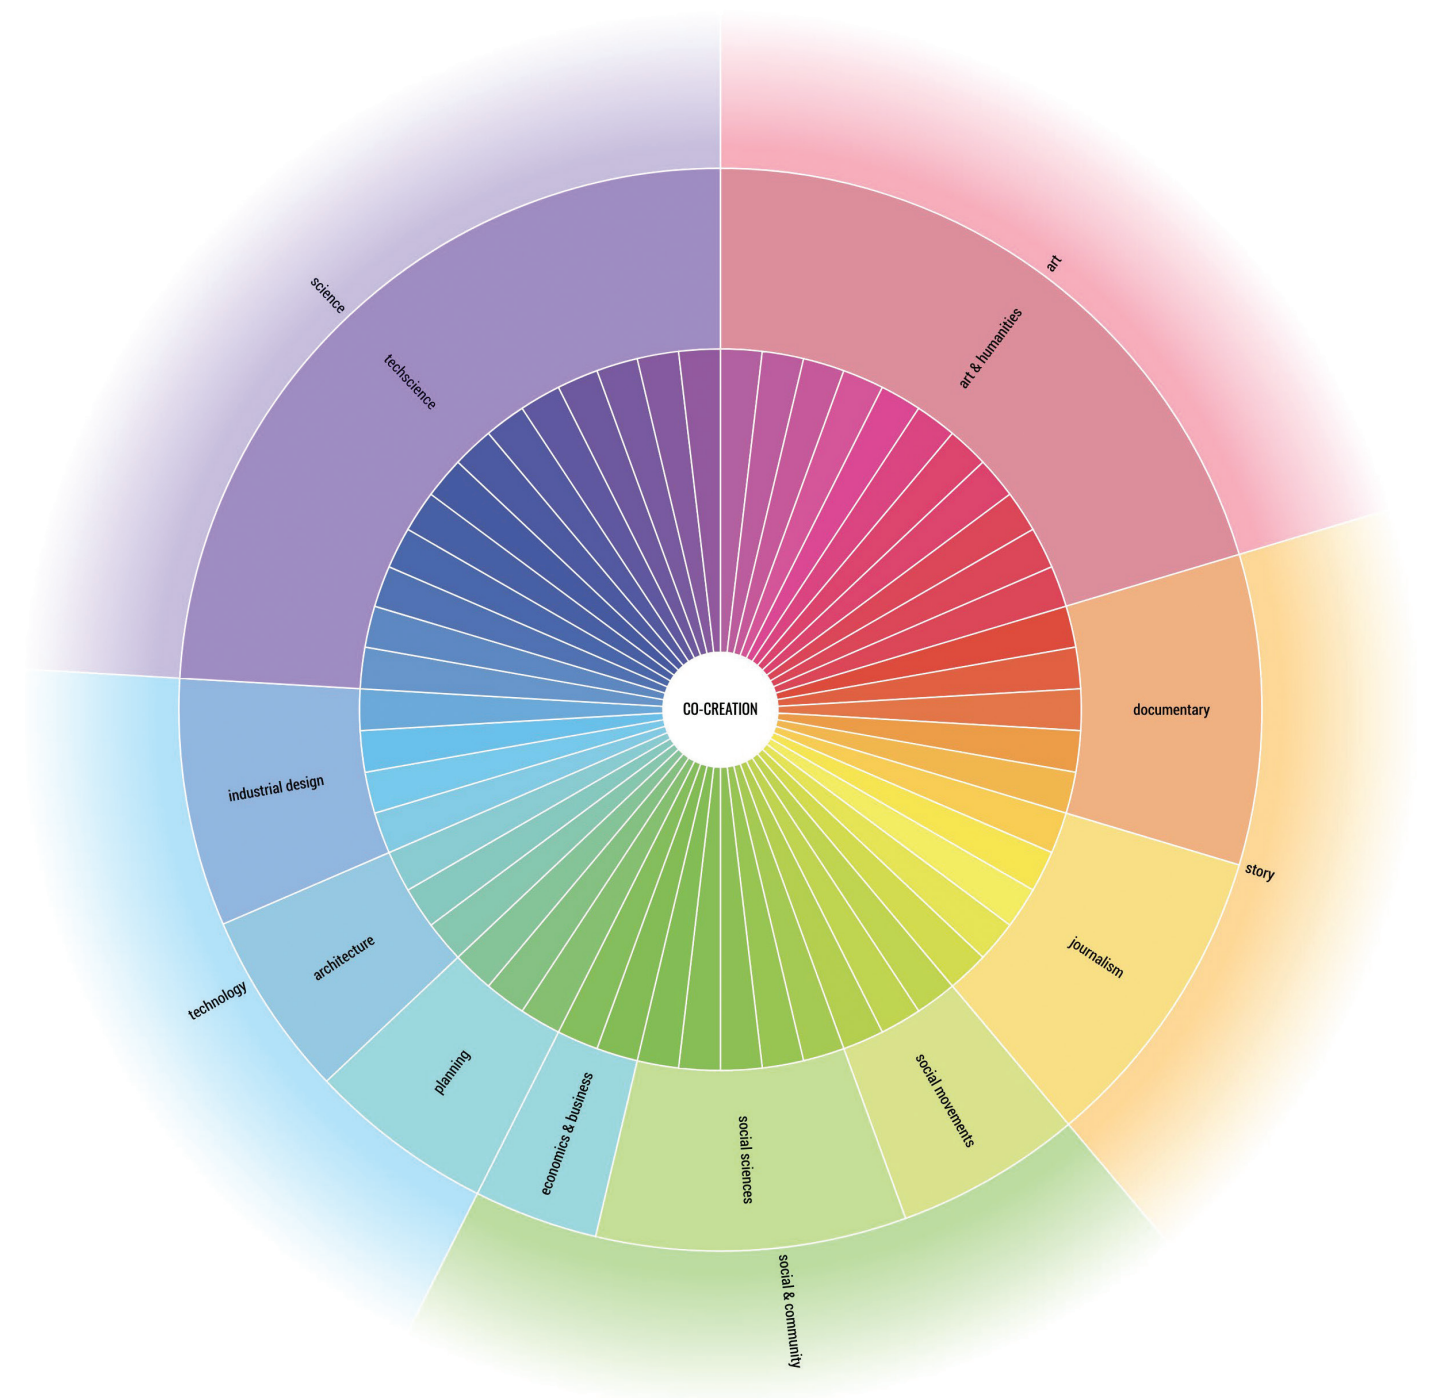 art
art & humanities
documentary
story
journalism
social movements
social sciences
social & community
economics & business
planning
architecture
technology
industrial design
techscience
science
CO-CREATION